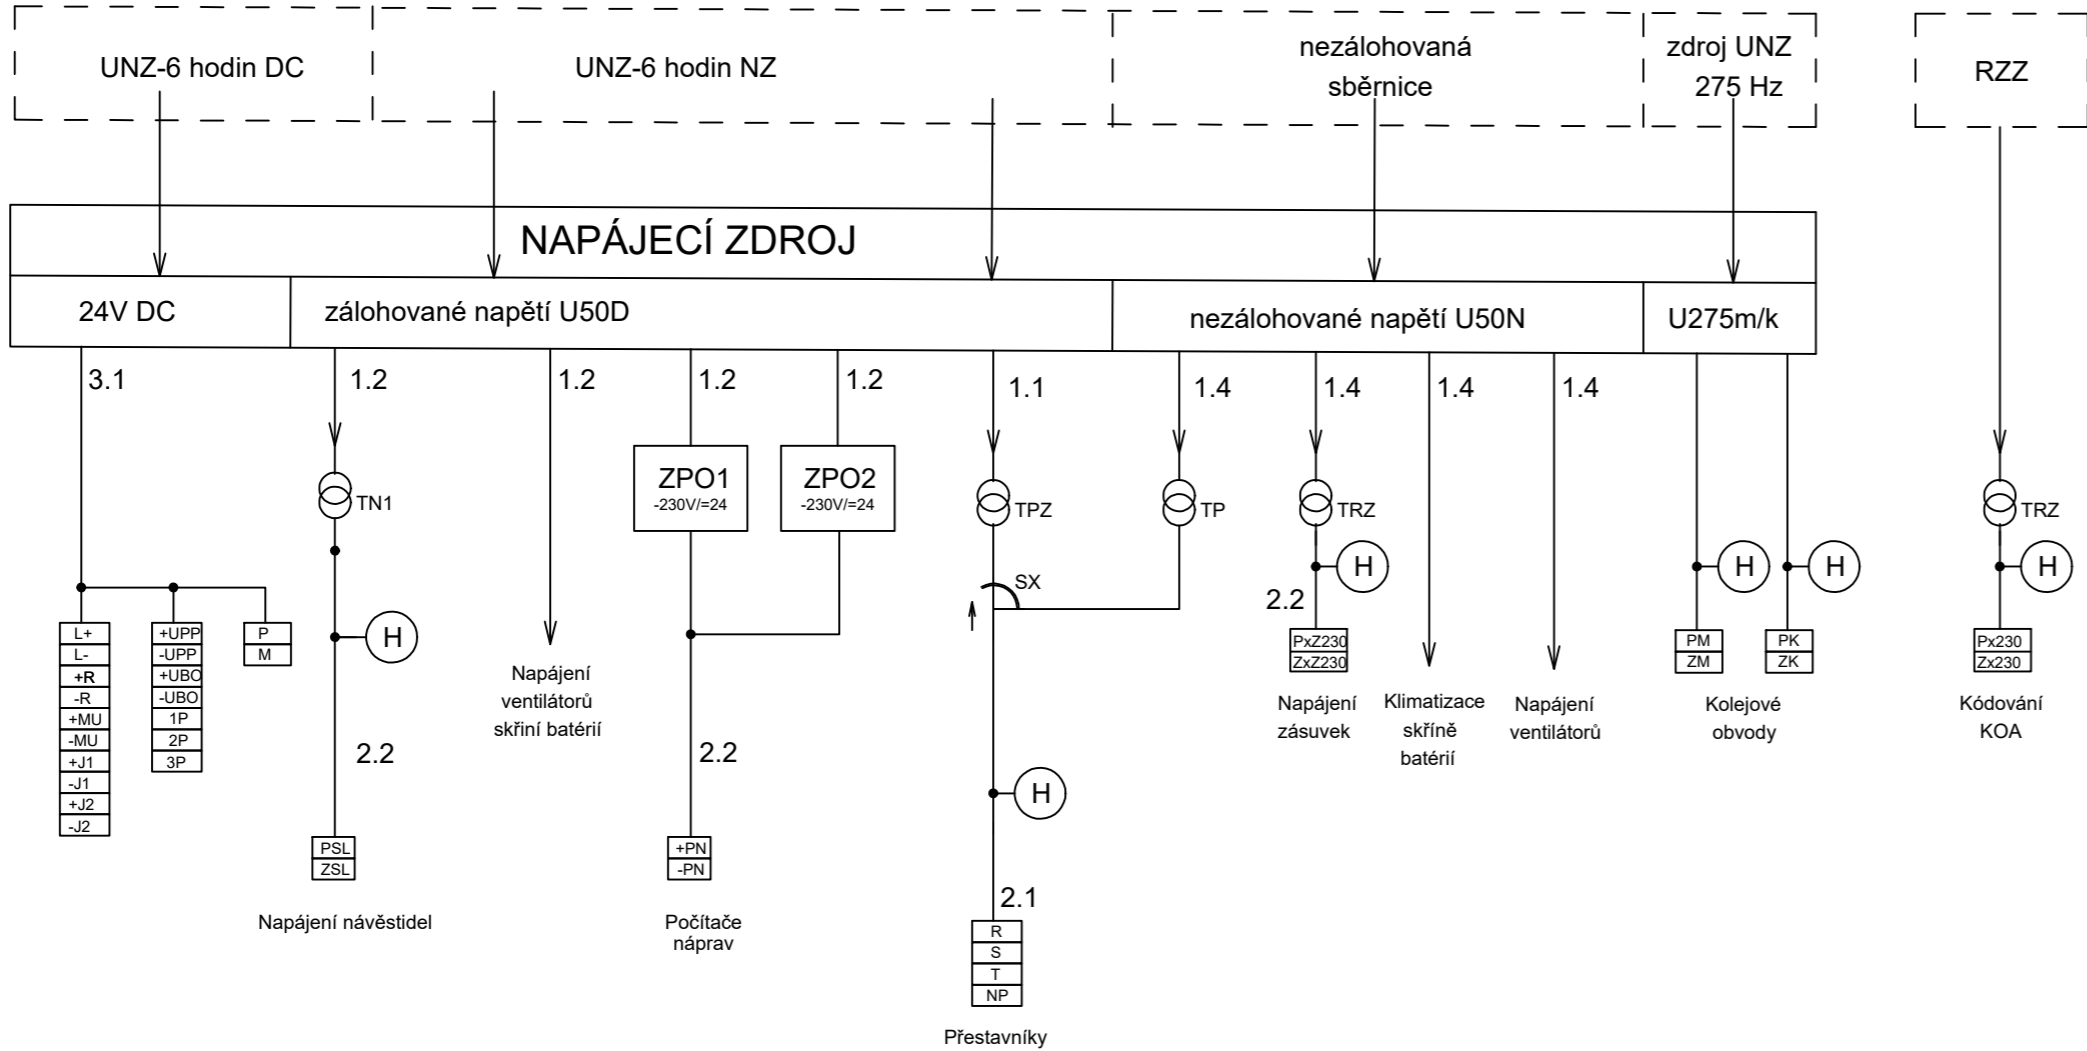 UNZ-6 hodin DC
UNZ-6 hodin NZ
nezálohovaná
sběrnice
zdroj UNZ
275 Hz
RZZ
NAPÁJECÍ ZDROJ
24V DC
zálohované napětí U50D
nezálohované napětí U50N
U275m/k
3.1
1.2
1.2
1.2
1.2
1.1
1.4
1.4
1.4
1.4
TN1
ZPO1
-230V/=24
ZPO2
-230V/=24
TPZ
TP
TRZ
TRZ
SX
H
H
H
H
H
H
2.2
L+
L-
+R
-R
+MU
-MU
+J1
-J1
+J2
-J2
+UPP
-UPP
+UBO
-UBO
1P
2P
3P
P
M
Napájení
ventilátorů
skřiní batérií
PxZ230
ZxZ230
Napájení
zásuvek
Klimatizace
skříně
batérií
Napájení
ventilátorů
PM
ZM
PK
ZK
Kolejové
obvody
Px230
Zx230
Kódování
KOA
2.2
2.2
PSL
ZSL
Napájení návěstidel
+PN
-PN
Počítače
náprav
2.1
R
S
T
NP
Přestavníky